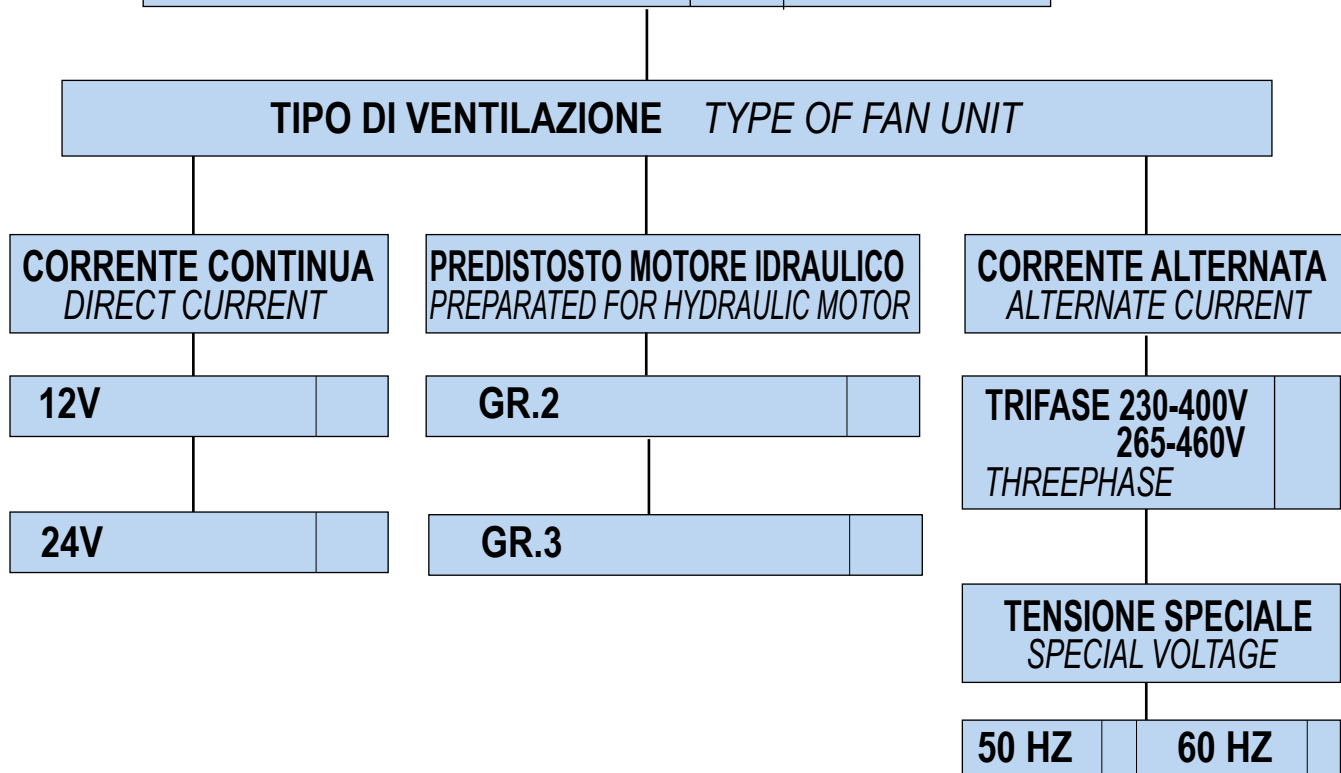 TIPO DI VENTILAZIONE TYPE OF FAN UNIT
CORRENTE CONTINUA
DIRECT CURRENT
PREDISTOSTO MOTORE IDRAULICO
PREPARATED FOR HYDRAULIC MOTOR
CORRENTE ALTERNATA
ALTERNATE CURRENT
12V
GR.2
TRIFASE 230-400V
265-460V
THREEPHASE
24V
GR.3
TENSIONE SPECIALE
SPECIAL VOLTAGE
50 HZ 60 HZ